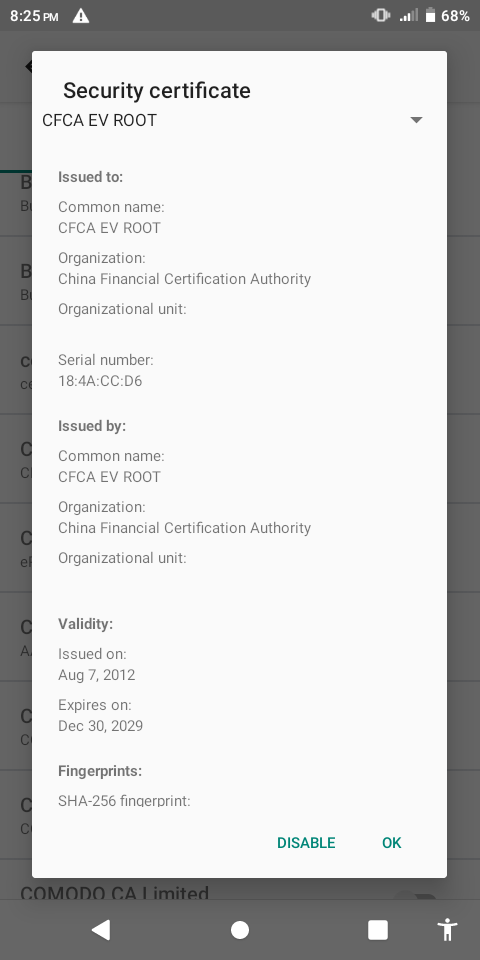 8:25 PM
68%
Security certificate
CFCA EV ROOT
Issued to:
Common name:
CFCA EV ROOT
Organization:
China Financial Certification Authority
Organizational unit:
Serial number:
18:4A:CC:D6
Issued by:
Common name:
CFCA EV ROOT
Organization:
China Financial Certification Authority
Organizational unit:
Validity:
Issued on:
Aug 7, 2012
Expires on:
Dec 30, 2029
Fingerprints:
SHA-256 fingerprint:
DISABLE OK
COMODO CA Limited